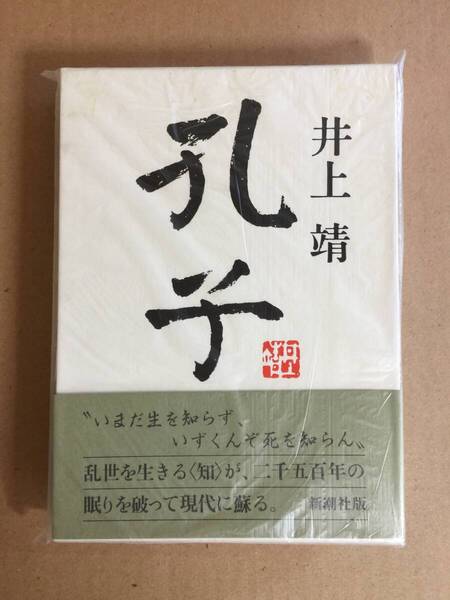 井上靖
孔子
〝いまだ生を知らず、
いずくんぞ死を知らん〟
乱世を生きる〈知〉が、二千五百年の
眠りを破って現代に蘇る。
新潮社版